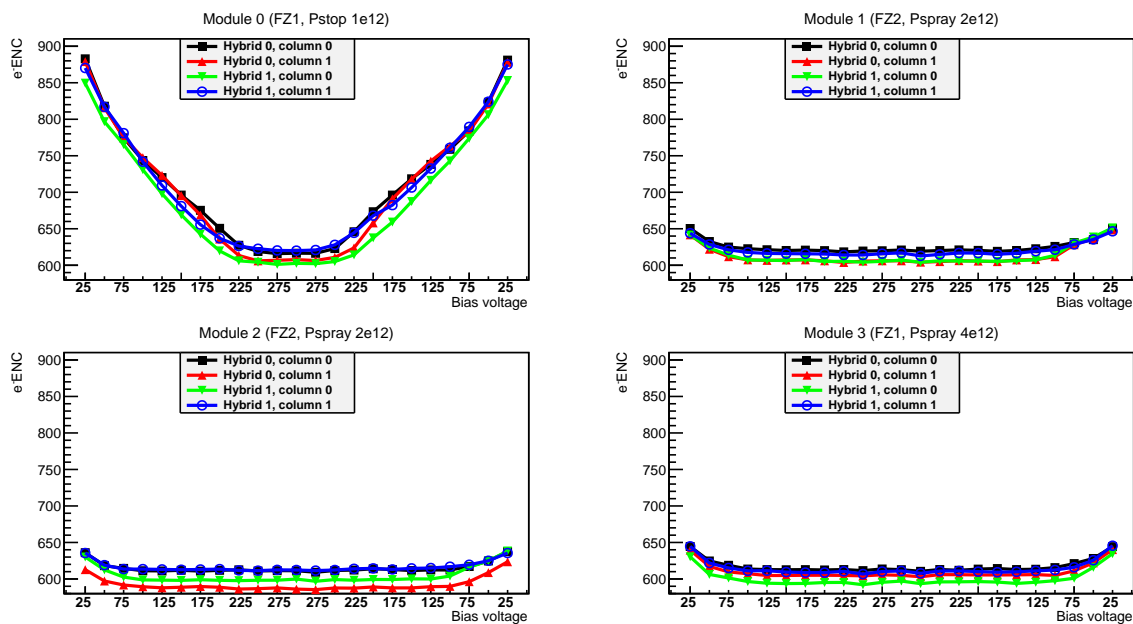 Module 0 (FZ1, Pstop 1e12)
e⁻ENC
900
850
800
750
700
650
600
Hybrid 0, column 0
Hybrid 0, column 1
Hybrid 1, column 0
Hybrid 1, column 1
25 75 125 175 225 275 275 225 175 125 75 25
Bias voltage
Module 1 (FZ2, Pspray 2e12)
e⁻ENC
900
850
800
750
700
650
600
Hybrid 0, column 0
Hybrid 0, column 1
Hybrid 1, column 0
Hybrid 1, column 1
25 75 125 175 225 275 275 225 175 125 75 25
Bias voltage
Module 2 (FZ2, Pspray 2e12)
e⁻ENC
900
850
800
750
700
650
600
Hybrid 0, column 0
Hybrid 0, column 1
Hybrid 1, column 0
Hybrid 1, column 1
25 75 125 175 225 275 275 225 175 125 75 25
Bias voltage
Module 3 (FZ1, Pspray 4e12)
e⁻ENC
900
850
800
750
700
650
600
Hybrid 0, column 0
Hybrid 0, column 1
Hybrid 1, column 0
Hybrid 1, column 1
25 75 125 175 225 275 275 225 175 125 75 25
Bias voltage